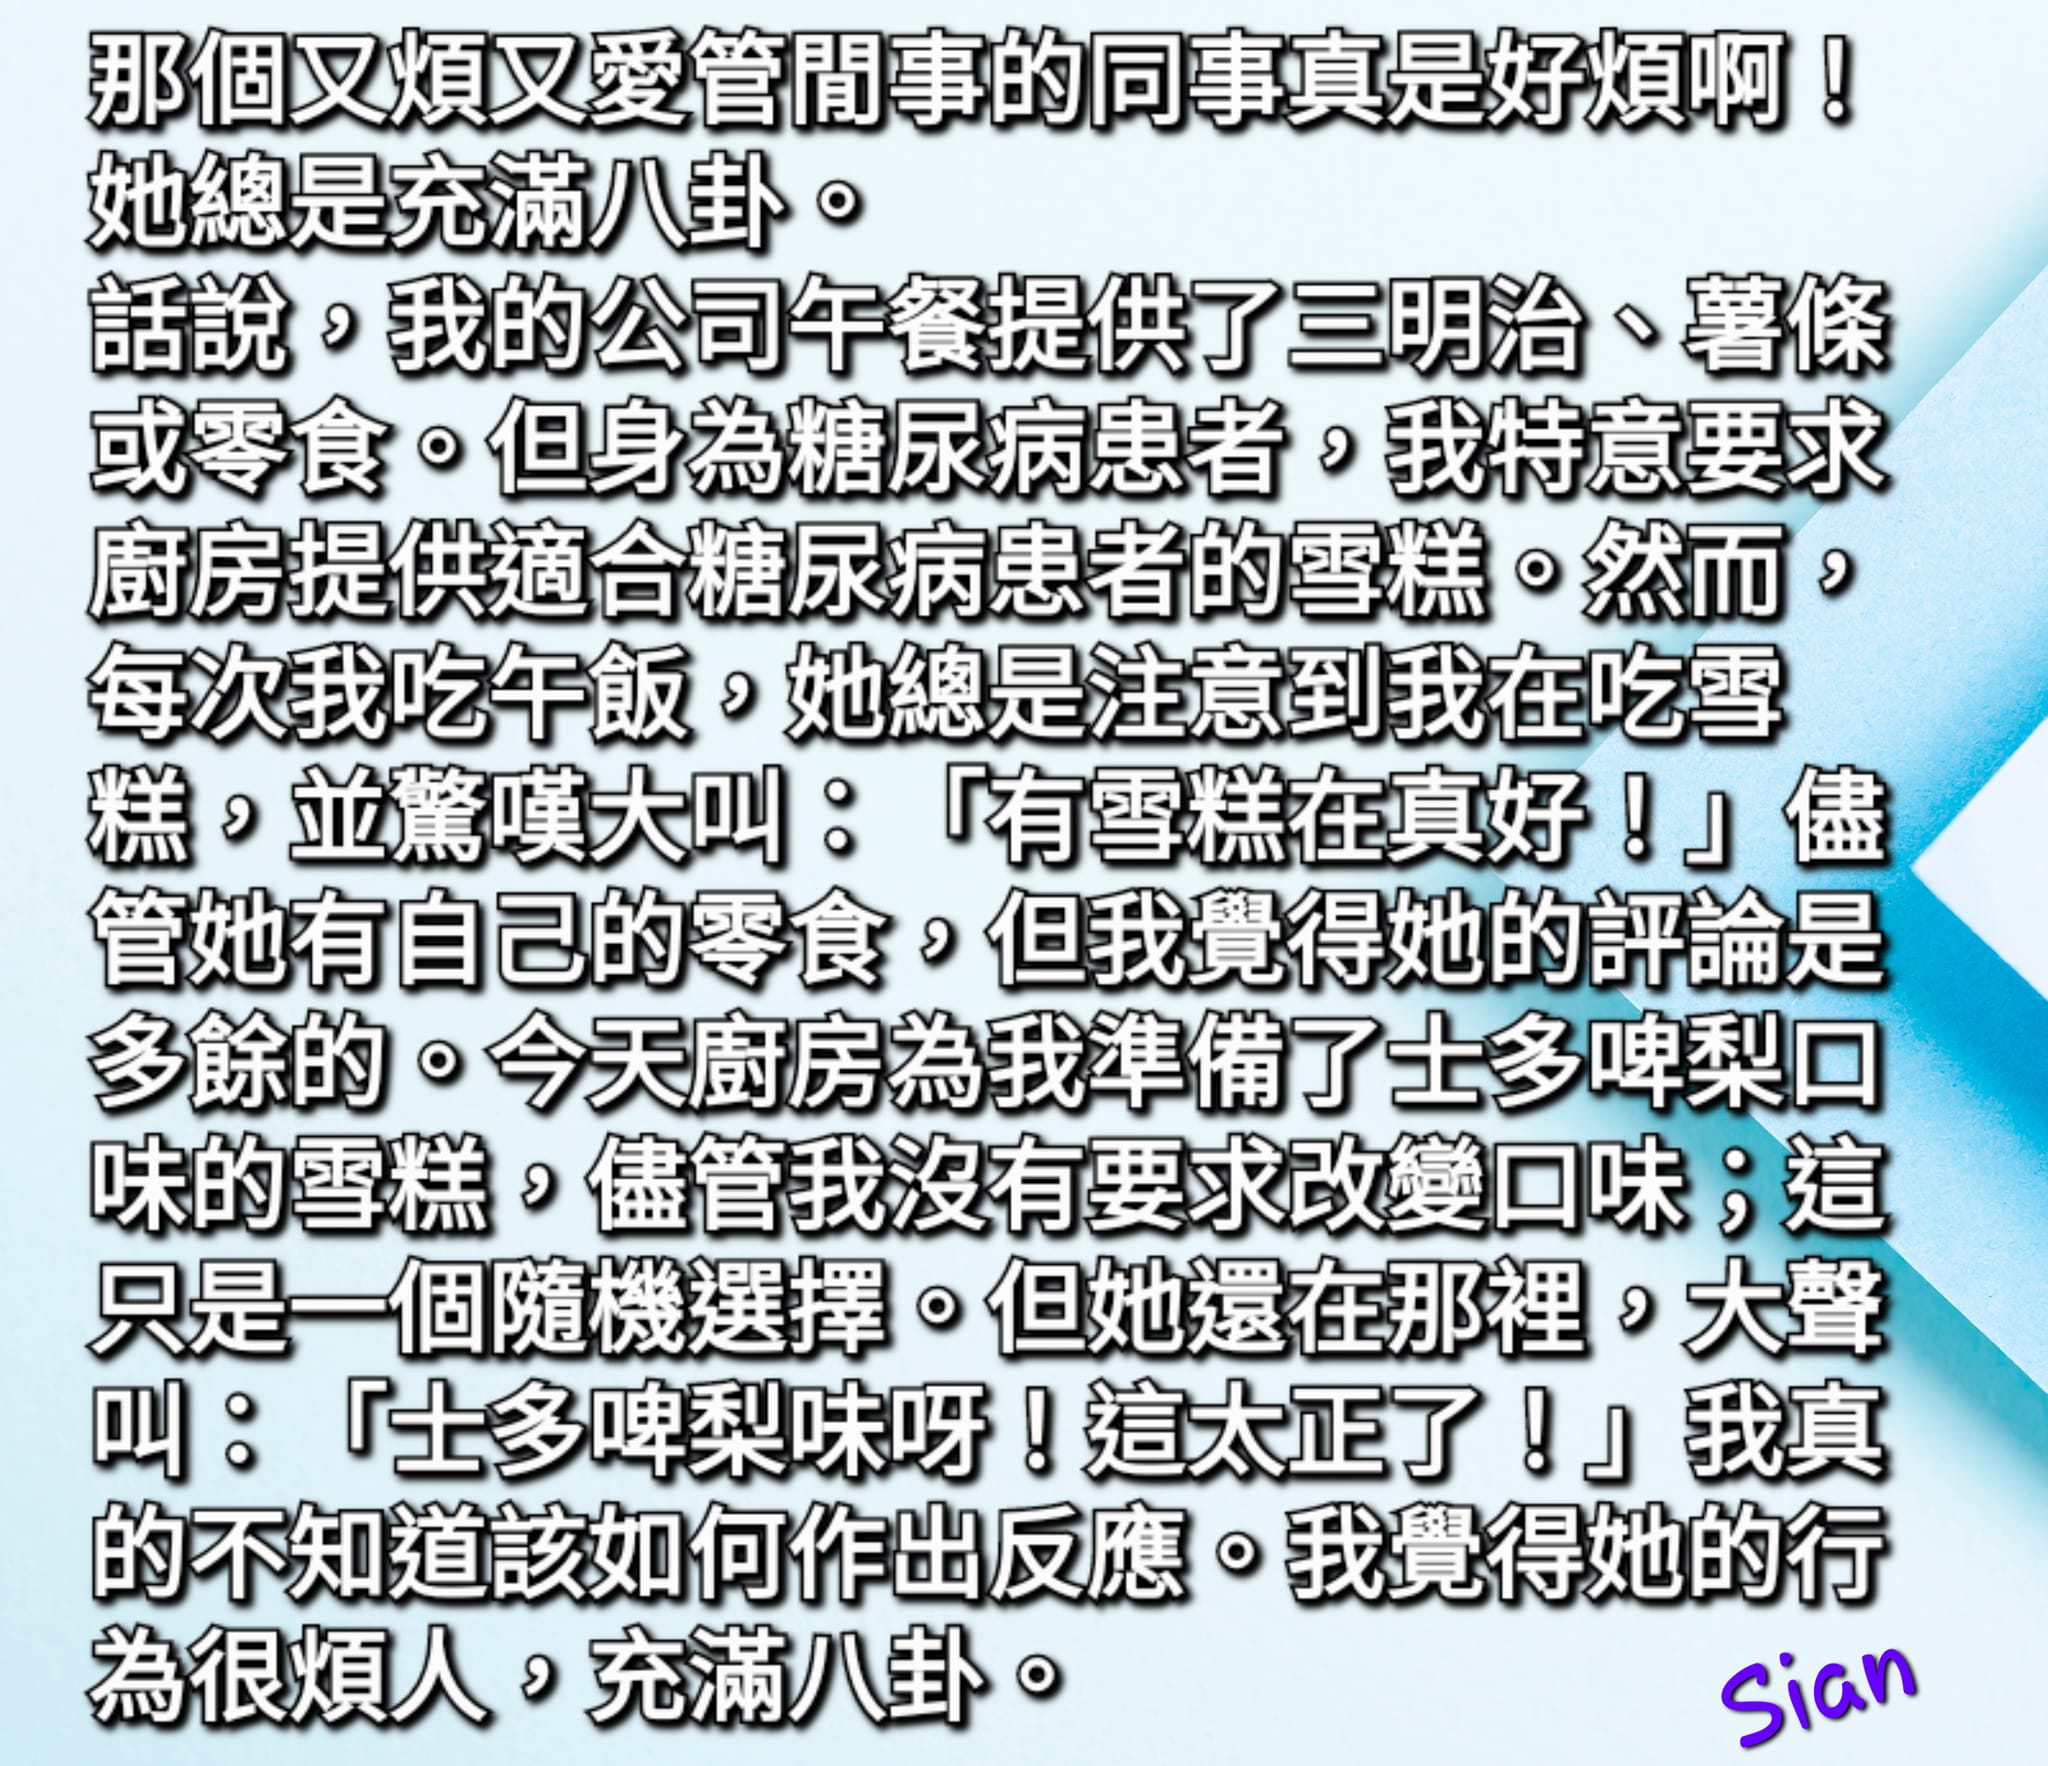 那個又煩又愛管閒事的同事真是好煩啊！
她總是充滿八卦。
話說，我的公司午餐提供了三明治、薯條
或零食。但身為糖尿病患者，我特意要求
廚房提供適合糖尿病患者的雪糕。然而，
每次我吃午飯，她總是注意到我在吃雪
糕，並驚嘆大叫：「有雪糕在真好！」儘
管她有自己的零食，但我覺得她的評論是
多餘的。今天廚房為我準備了士多啤梨口
味的雪糕，儘管我沒有要求改變口味；這
只是一個隨機選擇。但她還在那裡，大聲
叫：「士多啤梨味呀！這太正了！」我真
的不知道該如何作出反應。我覺得她的行
為很煩人，充滿八卦。
Sian